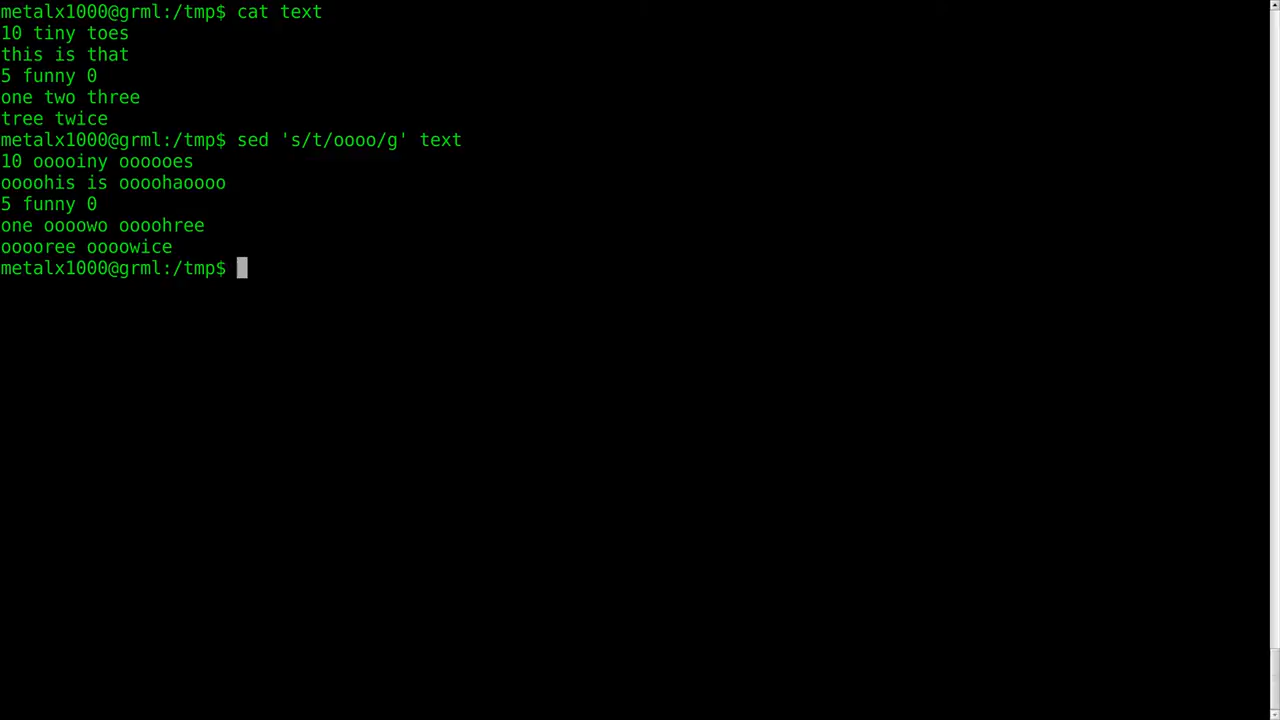 metalx1000@grml:/tmp$ cat text
10 tiny toes
this is that
5 funny 0
one two three
tree twice
metalx1000@grml:/tmp$ sed 's/t/oooo/g' text
10 ooooiny oooooes
oooohis is oooohaoooo
5 funny 0
one oooowo oooohree
ooooree oooowice
metalx1000@grml:/tmp$